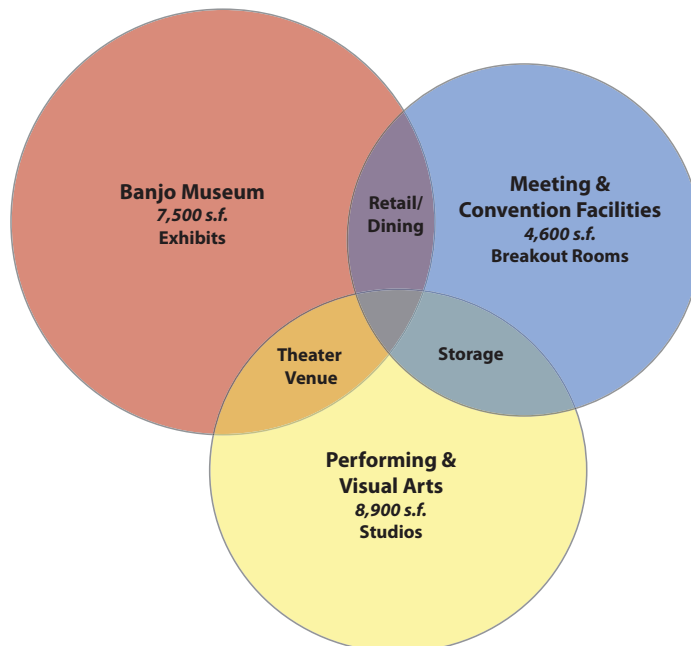 Banjo Museum
7,500 s.f.
Exhibits
Retail/
Dining
Meeting &
Convention Facilities
4,600 s.f.
Breakout Rooms
Theater
Venue
Storage
Performing &
Visual Arts
8,900 s.f.
Studios